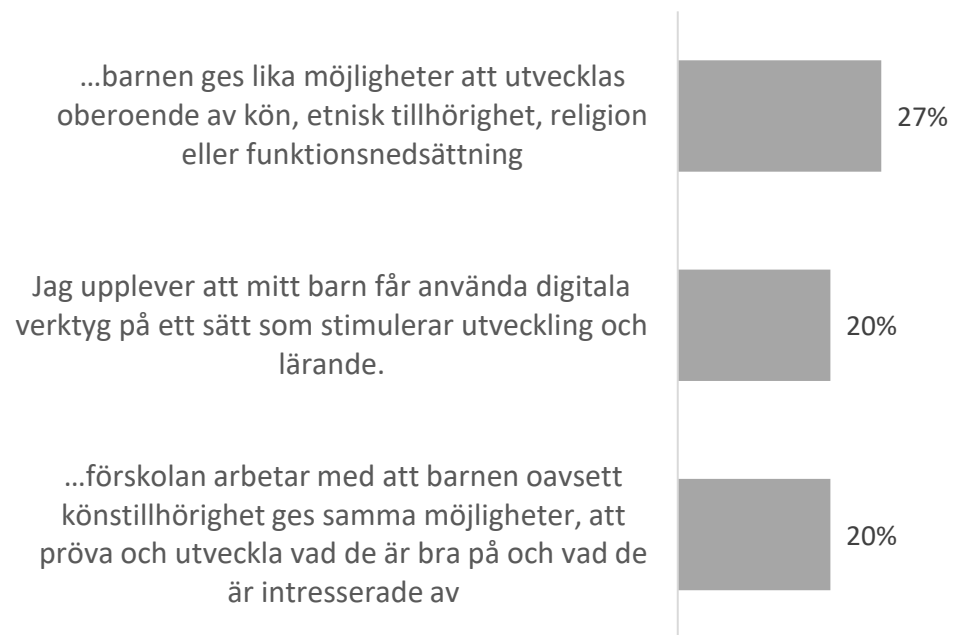 ...barnen ges lika möjligheter att utvecklas
oberoende av kön, etnisk tillhörighet, religion
eller funktionsnedsättning
27%
Jag upplever att mitt barn får använda digitala
verktyg på ett sätt som stimulerar utveckling och
lärande.
20%
...förskolan arbetar med att barnen oavsett
könstillhörighet ges samma möjligheter, att
pröva och utveckla vad de är bra på och vad de
är intresserade av
20%